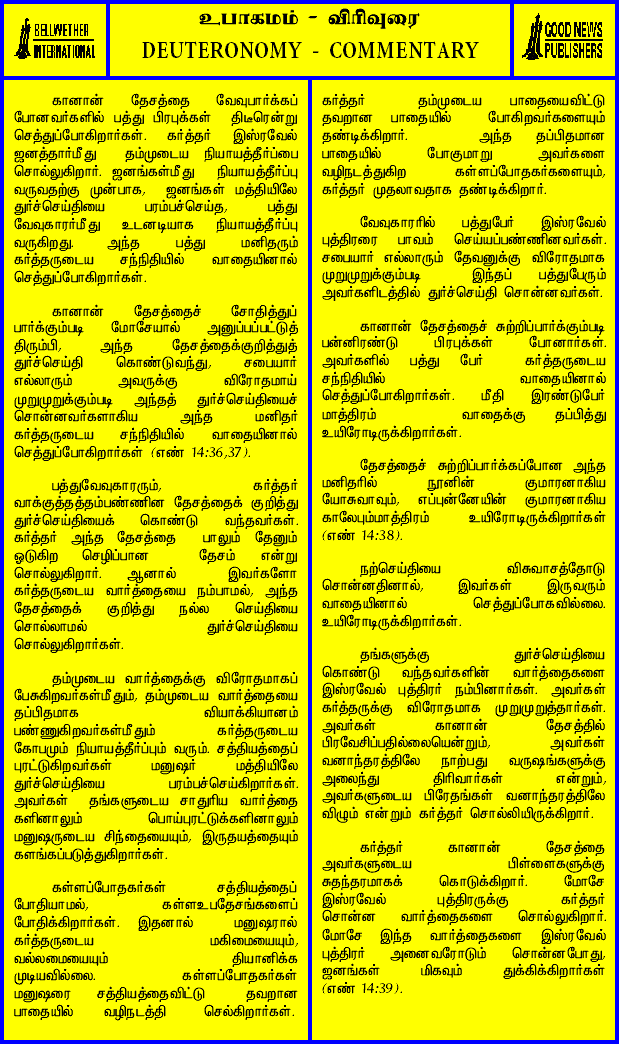 BELLWETHER
INTERNATIONAL
உபாகமம் - விரிவுரை
DEUTERONOMY - COMMENTARY
GOOD NEWS
PUBLISHERS
கானான் தேசத்தை வேவுபார்க்கப்
போனவர்களில் பத்து பிரபுக்கள் திடீரென்று
செத்துப்போகிறார்கள். கர்த்தர் இஸ்ரவேல்
ஜனத்தார்மீது தம்முடைய நியாயத்தீர்ப்பை
சொல்லுகிறார். ஜனங்கள்மீது நியாயத்தீர்ப்பு
வருவதற்கு முன்பாக, ஜனங்கள் மத்தியிலே
துர்ச்செய்தியை பரம்பச்செய்த, பத்து
வேவுகாரர்மீது உடனடியாக நியாயத்தீர்ப்பு
வருகிறது. அந்த பத்து மனிதரும்
கர்த்தருடைய சந்நிதியில் வாதையினால்
செத்துப்போகிறார்கள்.
கானான் தேசத்தைச் சோதித்துப்
பார்க்கும்படி மோசேயால் அனுப்பப்பட்டுத்
திரும்பி, அந்த தேசத்தைக்குறித்துத்
துர்ச்செய்தி கொண்டுவந்து, சபையார்
எல்லாரும் அவருக்கு விரோதமாய்
முறுமுறுக்கும்படி அந்தத் துர்ச்செய்தியைச்
சொன்னவர்களாகிய அந்த மனிதர்
கர்த்தருடைய சந்நிதியில் வாதையினால்
செத்துப்போகிறார்கள் (எண் 14:36,37).
பத்துவேவுகாரரும், கர்த்தர்
வாக்குத்தத்தம்பண்ணின தேசத்தைக் குறித்து
துர்ச்செய்தியைக் கொண்டு வந்தவர்கள்.
கர்த்தர் அந்த தேசத்தை பாலும் தேனும்
ஓடுகிற செழிப்பான தேசம் என்று
சொல்லுகிறார். ஆனால் இவர்களோ
கர்த்தருடைய வார்த்தையை நம்பாமல், அந்த
தேசத்தைக் குறித்து நல்ல செய்தியை
சொல்லாமல் துர்ச்செய்தியை
சொல்லுகிறார்கள்.
தம்முடைய வார்த்தைக்கு விரோதமாகப்
பேசுகிறவர்கள்மீதும், தம்முடைய வார்த்தையை
தப்பிதமாக வியாக்கியானம்
பண்ணுகிறவர்கள்மீதும் கர்த்தருடைய
கோபமும் நியாயத்தீர்ப்பும் வரும். சத்தியத்தைப்
புரட்டுகிறவர்கள் மனுஷர் மத்தியிலே
துர்ச்செய்தியை பரம்பச்செய்கிறார்கள்.
அவர்கள் தங்களுடைய சாதுரிய வார்த்தை
களினாலும் பொய்புரட்டுக்களினாலும்
மனுஷருடைய சிந்தையையும், இருதயத்தையும்
களங்கப்படுத்துகிறார்கள்.
கள்ளப்போதகர்கள் சத்தியத்தைப்
போதியாமல், கள்ளஉபதேசங்களைப்
போதிக்கிறார்கள். இதனால் மனுஷரால்
கர்த்தருடைய மகிமையையும்,
வல்லமையையும் தியானிக்க
முடியவில்லை. கள்ளப்போதகர்கள்
மனுஷரை சத்தியத்தைவிட்டு தவறான
பாதையில் வழிநடத்தி செல்கிறார்கள்.
கர்த்தர் தம்முடைய பாதையைவிட்டு
தவறான பாதையில் போகிறவர்களையும்
தண்டிக்கிறார். அந்த தப்பிதமான
பாதையில் போகுமாறு அவர்களை
வழிநடத்துகிற கள்ளப்போதகர்களையும்,
கர்த்தர் முதலாவதாக தண்டிக்கிறார்.
வேவுகாரரில் பத்துபேர் இஸ்ரவேல்
புத்திரரை பாவம் செய்யப்பண்ணினவர்கள்.
சபையார் எல்லாரும் தேவனுக்கு விரோதமாக
முறுமுறுக்கும்படி இந்தப் பத்துபேரும்
அவர்களிடத்தில் துர்ச்செய்தி சொன்னவர்கள்.
கானான் தேசத்தைச் சுற்றிப்பார்க்கும்படி
பன்னிரண்டு பிரபுக்கள் போனார்கள்.
அவர்களில் பத்து பேர் கர்த்தருடைய
சந்நிதியில் வாதையினால்
செத்துப்போகிறார்கள். மீதி இரண்டுபேர்
மாத்திரம் வாதைக்கு தப்பித்து
உயிரோடிருக்கிறார்கள்.
தேசத்தைச் சுற்றிப்பார்க்கப்போன அந்த
மனிதரில் நூனின் குமாரனாகிய
யோசுவாவும், எப்புன்னேயின் குமாரனாகிய
காலேபும்மாத்திரம் உயிரோடிருக்கிறார்கள்
(எண் 14:38).
நற்செய்தியை விசுவாசத்தோடு
சொன்னதினால், இவர்கள் இருவரும்
வாதையினால் செத்துப்போகவில்லை.
உயிரோடிருக்கிறார்கள்.
தங்களுக்கு துர்ச்செய்தியை
கொண்டு வந்தவர்களின் வார்த்தைகளை
இஸ்ரவேல் புத்திரர் நம்பினார்கள். அவர்கள்
கர்த்தருக்கு விரோதமாக முறுமுறுத்தார்கள்.
அவர்கள் கானான் தேசத்தில்
பிரவேசிப்பதில்லையென்றும், அவர்கள்
வனாந்தரத்திலே நாற்பது வருஷங்களுக்கு
அலைந்து திரிவார்கள் என்றும்,
அவர்களுடைய பிரேதங்கள் வனாந்தரத்திலே
விழும் என்றும் கர்த்தர் சொல்லியிருக்கிறார்.
கர்த்தர் கானான் தேசத்தை
அவர்களுடைய பிள்ளைகளுக்கு
சுதந்தரமாகக் கொடுக்கிறார். மோசே
இஸ்ரவேல் புத்திரருக்கு கர்த்தர்
சொன்ன வார்த்தைகளை சொல்லுகிறார்.
மோசே இந்த வார்த்தைகளை இஸ்ரவேல்
புத்திரர் அனைவரோடும் சொன்னபோது,
ஜனங்கள் மிகவும் துக்கிக்கிறார்கள்
(எண் 14:39).